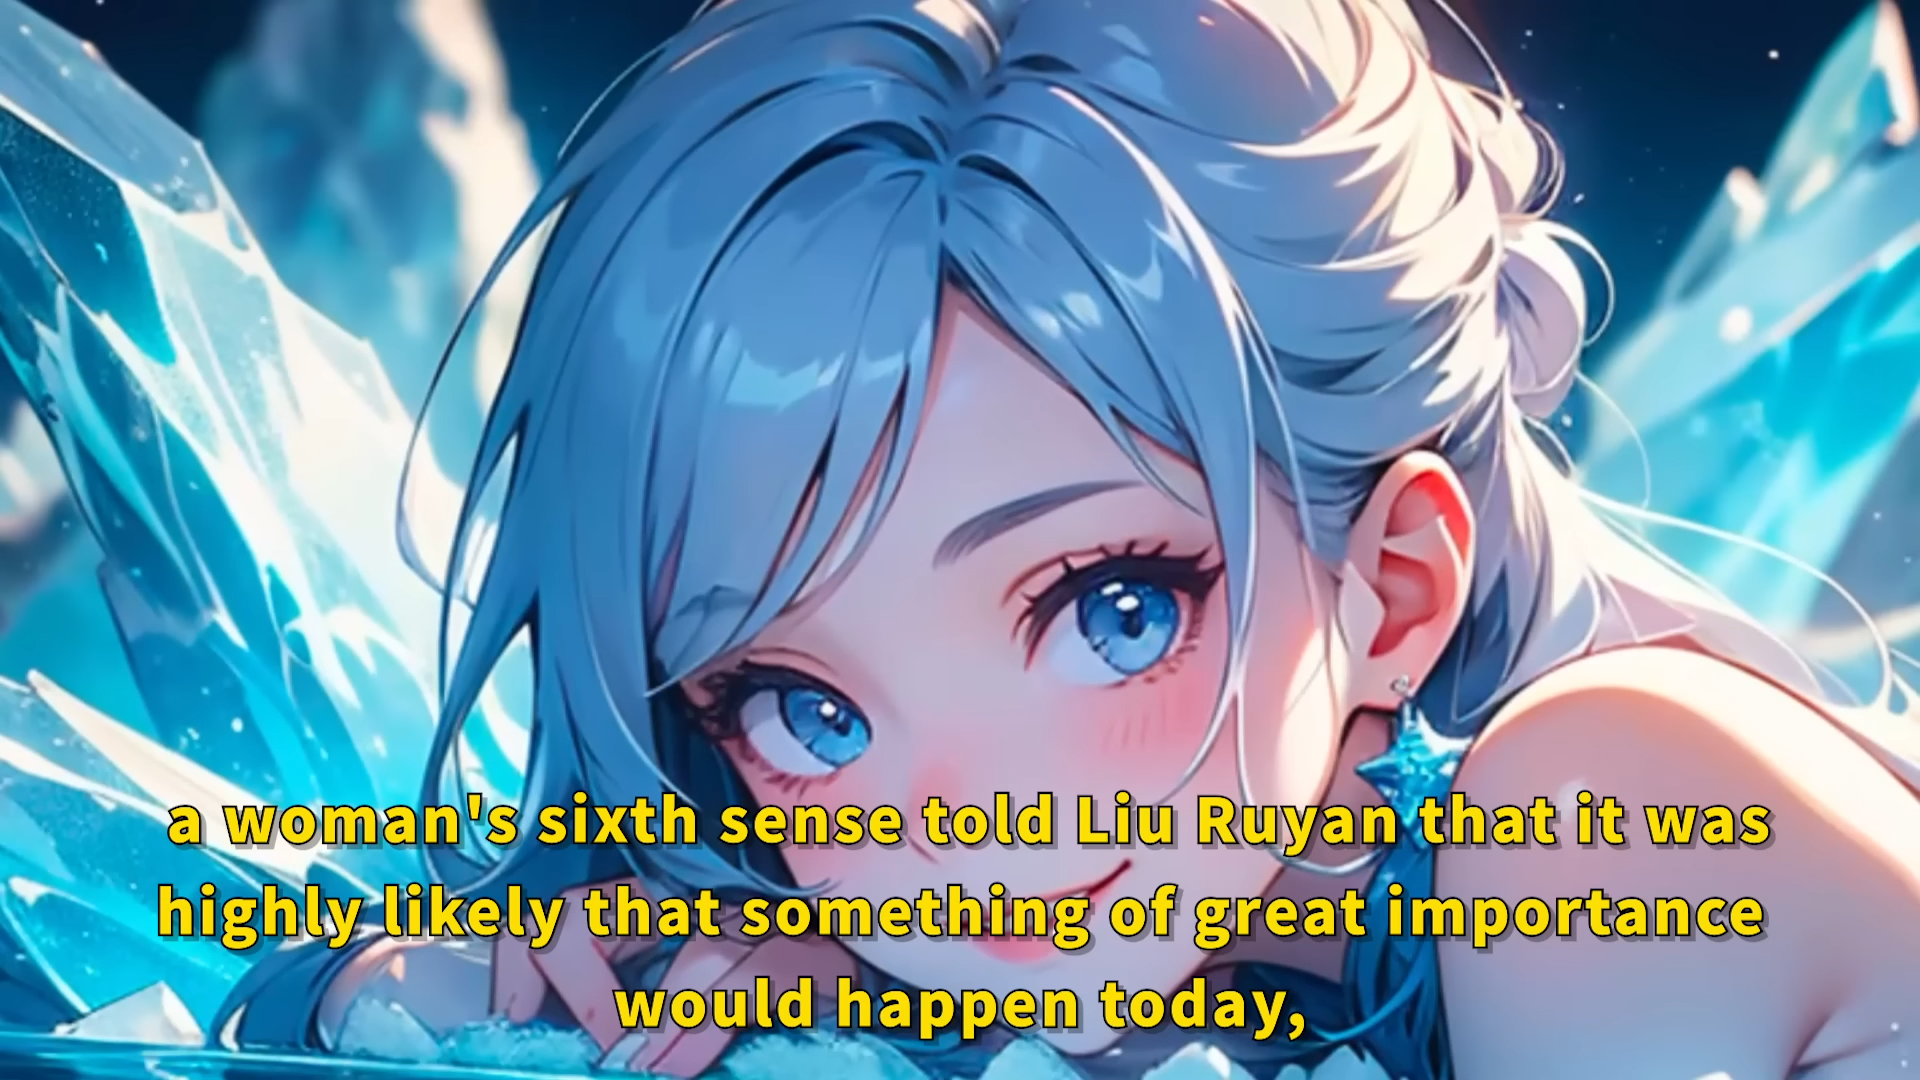 a woman's sixth sense told Liu Ruyan that it was
highly likely that something of great importance
would happen today,